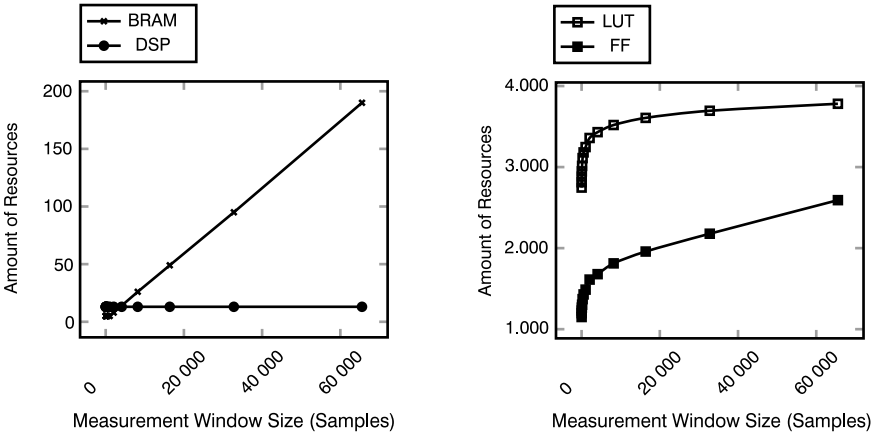 BRAM
DSP
200
150
100
50
0
Amount of Resources
0
20 000
40 000
60 000
Measurement Window Size (Samples)
LUT
FF
4.000
3.000
2.000
1.000
Amount of Resources
0
20 000
40 000
60 000
Measurement Window Size (Samples)